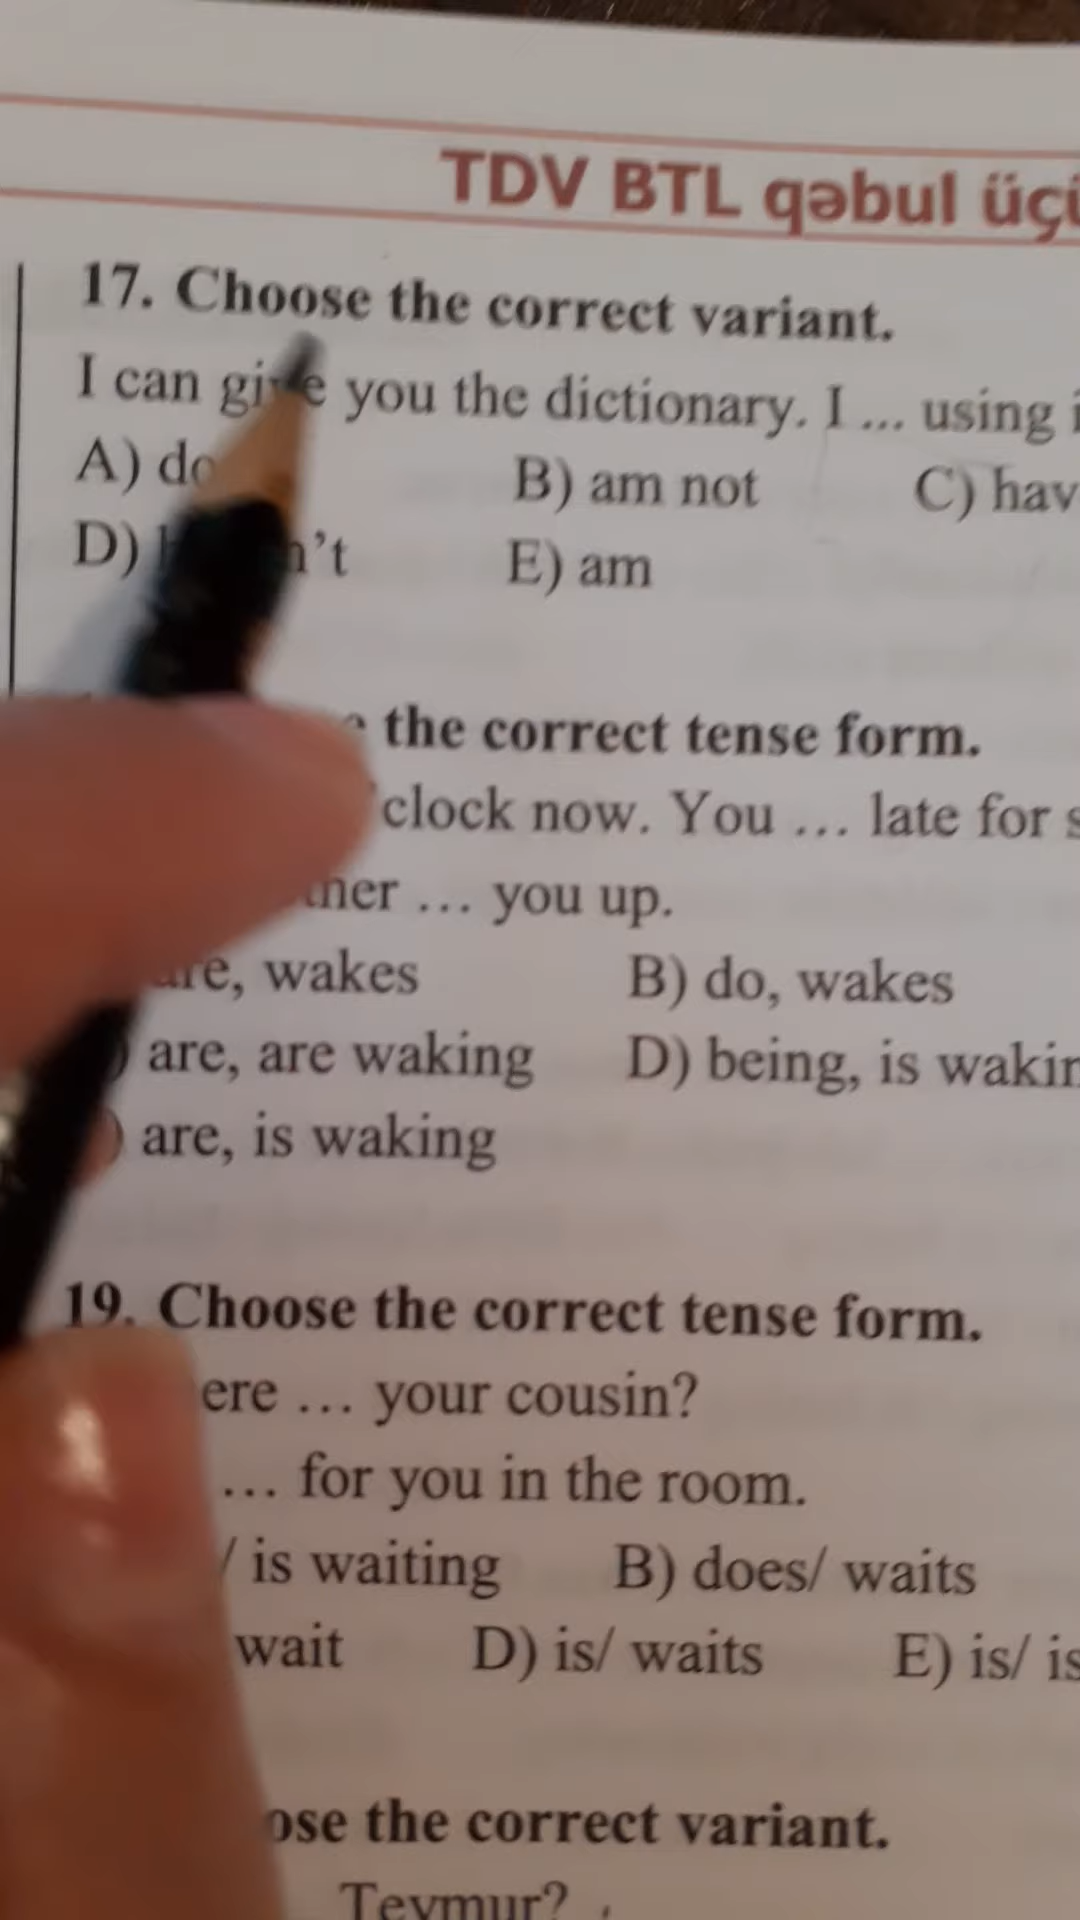 TDV BTL qəbul üçü
17. Choose the correct variant.
I can give you the dictionary. I ... using
A) do B) am not C) hav
D) n't E) am
the correct tense form.
clock now. You ... late for s
ther ... you up.
are, wakes B) do, wakes
) are, are waking D) being, is wakin
) are, is waking
19. Choose the correct tense form.
ere ... your cousin?
... for you in the room.
/ is waiting B) does/ waits
wait D) is/ waits E) is/ is
ose the correct variant.
Teymur?